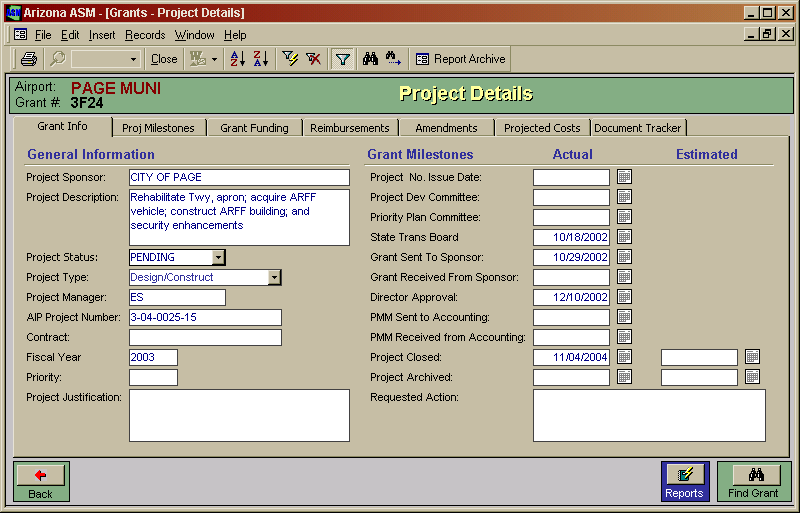 Arizona ASM - [Grants - Project Details]
File Edit Insert Records Window Help
Close Report Archive
Airport: PAGE MUNI
Grant #: 3F24
Project Details
Grant Info Proj Milestones Grant Funding Reimbursements Amendments Projected Costs Document Tracker
General Information Grant Milestones Actual Estimated
Project Sponsor: CITY OF PAGE Project No. Issue Date:
Project Description: Rehabilitate Twy, apron; acquire ARFF Project Dev Committee:
vehicle; construct ARFF building; and Priority Plan Committee:
security enhancements
State Trans Board 10/18/2002
Project Status: PENDING Grant Sent To Sponsor: 10/29/2002
Project Type: Design/Construct Grant Received From Sponsor:
Project Manager: ES Director Approval: 12/10/2002
AIP Project Number: 3-04-0025-15 PMM Sent to Accounting:
Contract: PMM Received from Accounting:
Fiscal Year 2003 Project Closed: 11/04/2004
Priority: Project Archived:
Project Justification: Requested Action:
Back Reports Find Grant